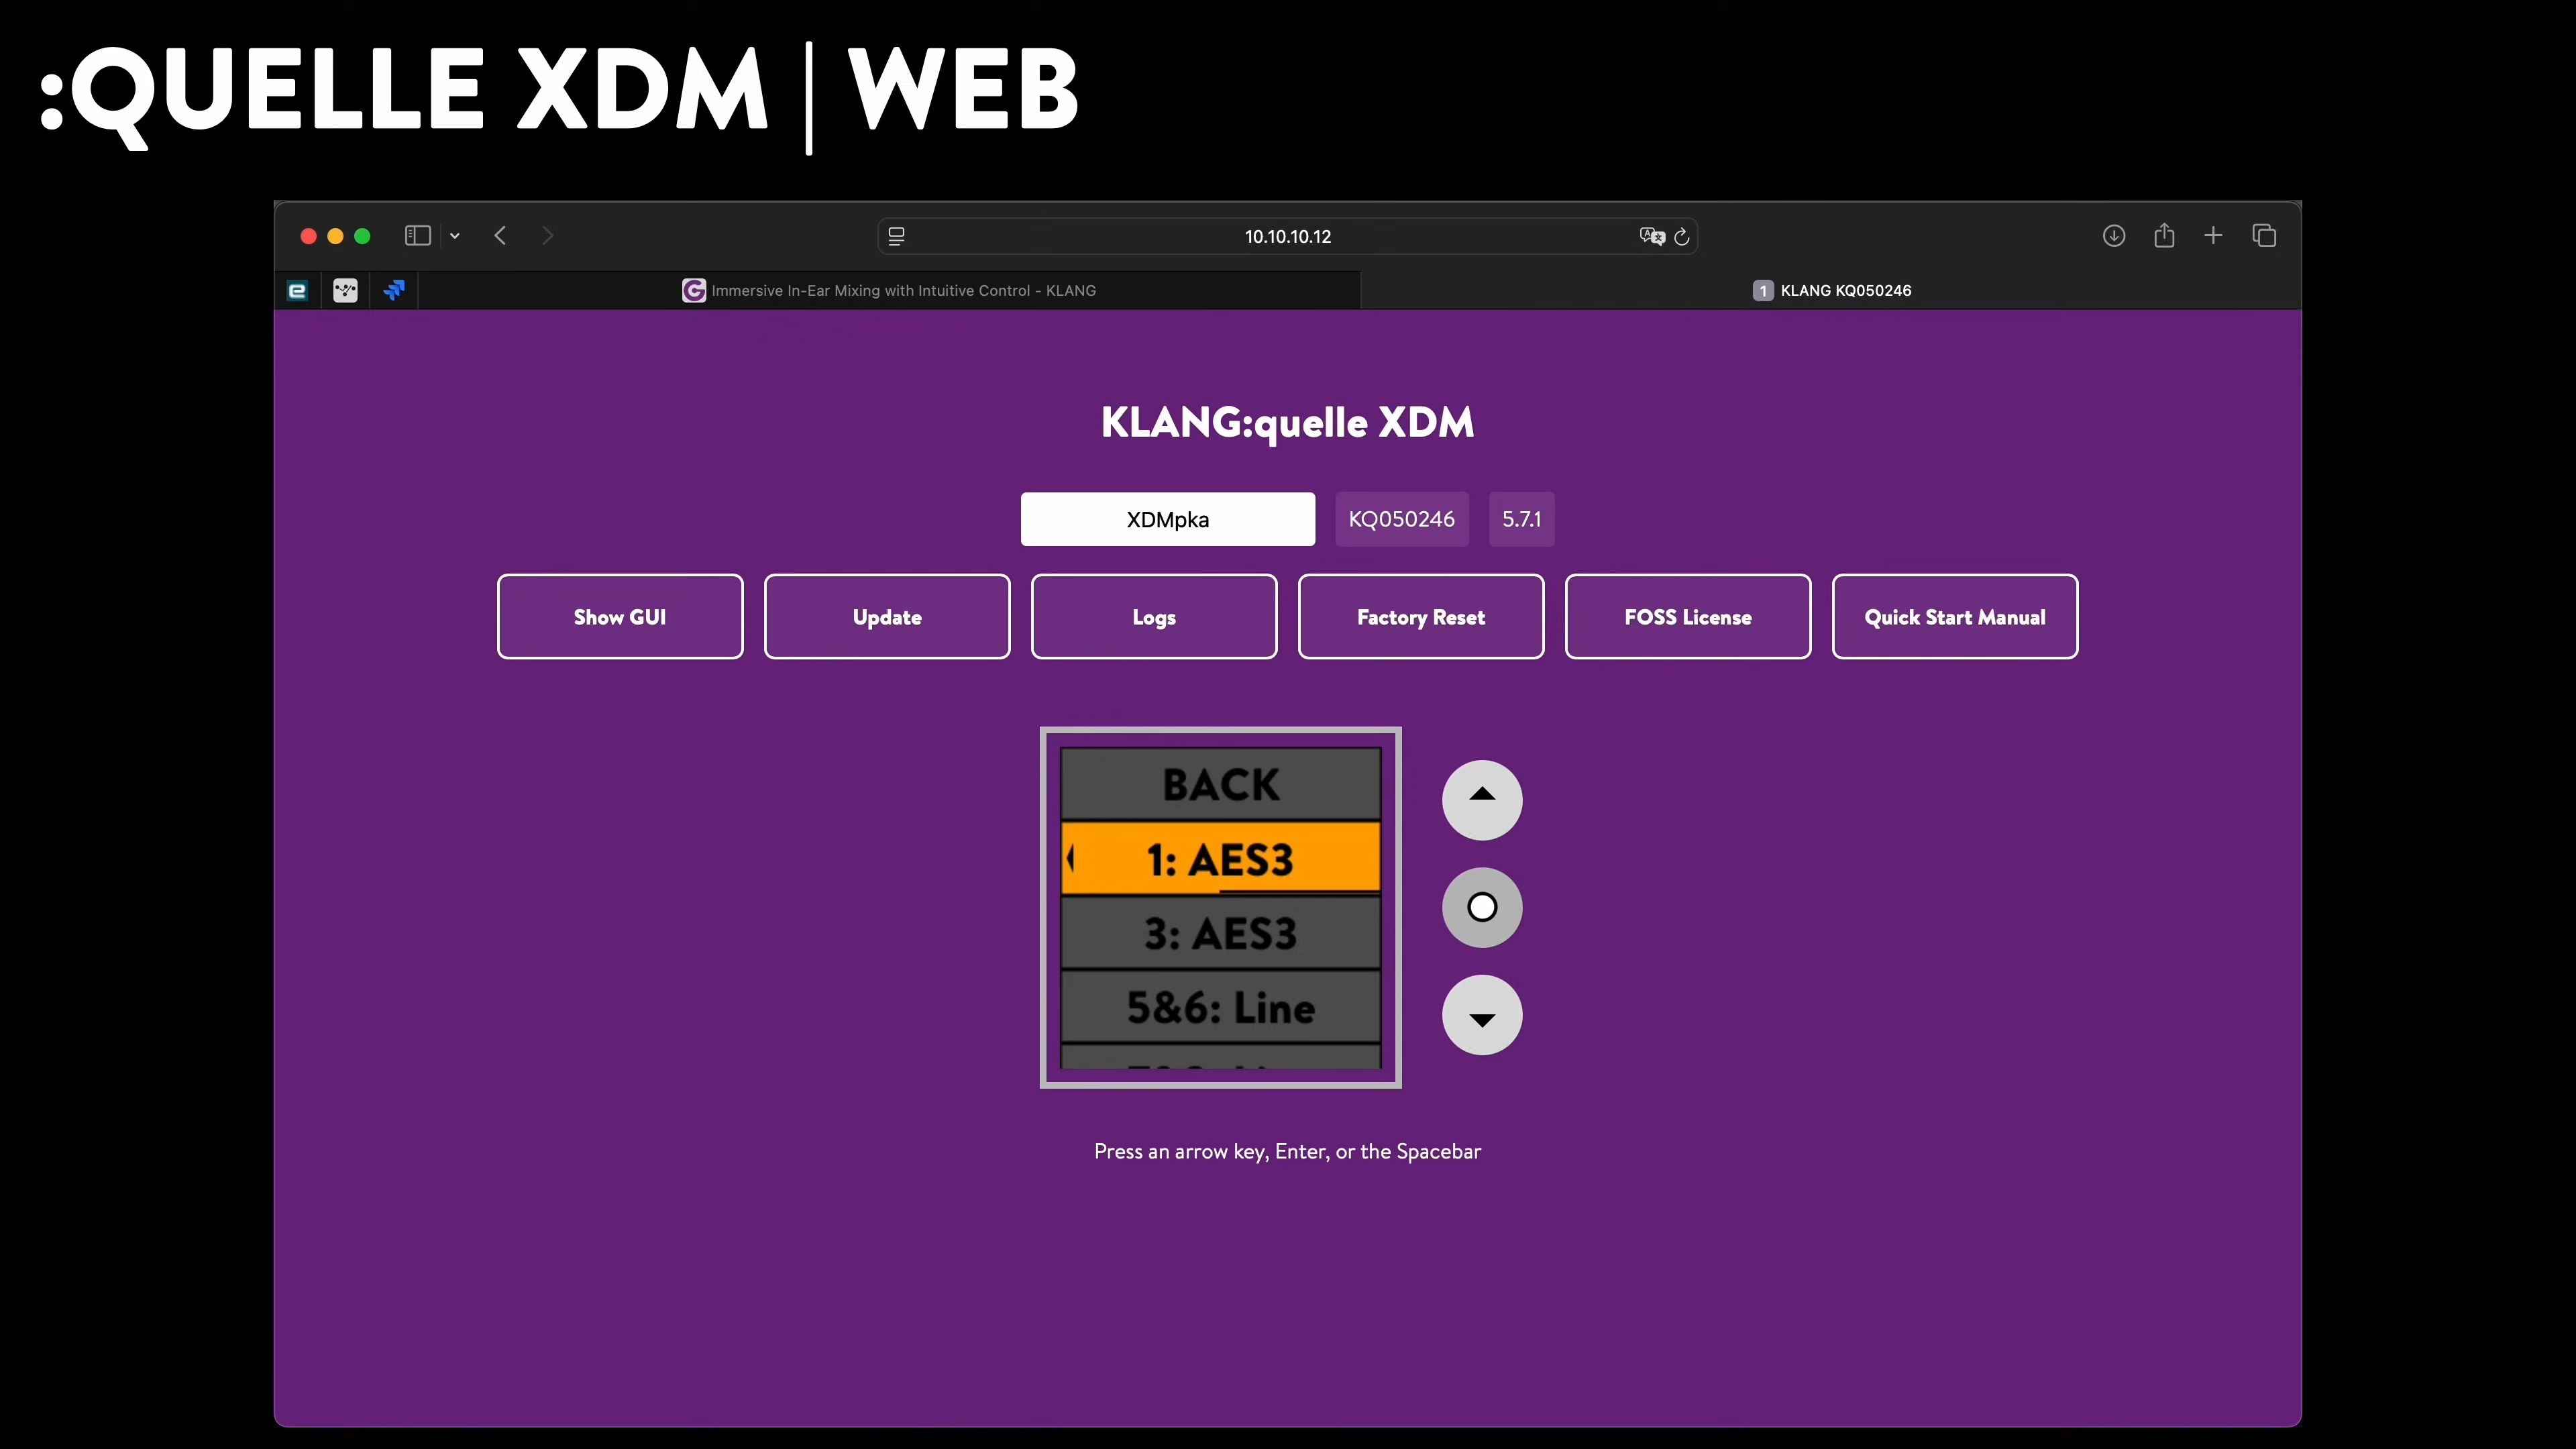 :QUELLE XDM | WEB
10.10.10.12
Immersive In-Ear Mixing with Intuitive Control - KLANG
1 KLANG KQ050246
KLANG:quelle XDM
XDMpka KQ050246 5.7.1
Show GUI Update Logs Factory Reset FOSS License Quick Start Manual
BACK
1: AES3
3: AES3
5&6: Line
Press an arrow key, Enter, or the Spacebar